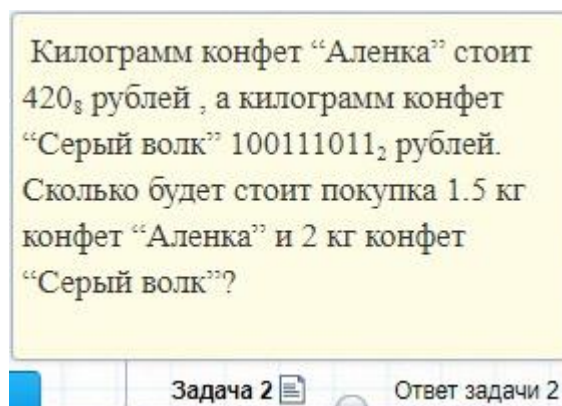 Килограмм конфет “Аленка” стоит
420₈ рублей , а килограмм конфет
“Серый волк” 100111011₂ рублей.
Сколько будет стоит покупка 1.5 кг
конфет “Аленка” и 2 кг конфет
“Серый волк”?
Задача 2 Ответ задачи 2